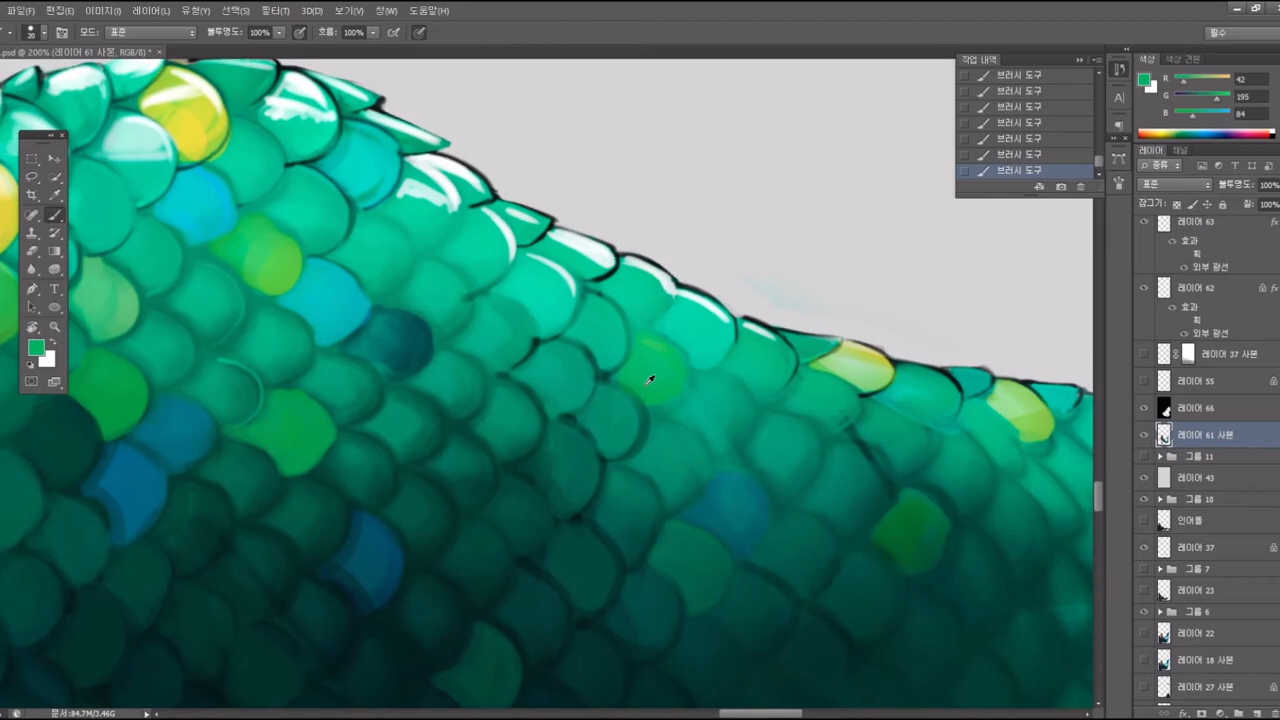 파일(F) 편집(E) 이미지(I) 레이어(L) 유형(Y) 선택(S) 필터(T) 3D(D) 보기(V) 창(W) 도움말(H)
20 모드: 표준 불투명도: 100% 흐름: 100% 필수
.psd @ 200% (레이어 61 사본, RGB/8) * ×
작업 내역
브러시 도구
브러시 도구
브러시 도구
브러시 도구
브러시 도구
브러시 도구
브러시 도구
색상 색상 견본
R 42
G 195
B 84
레이어 채널
종류
표준 불투명도: 100%
잠그기: 칠: 100%
레이어 63 fx
효과
획
외부 광선
레이어 62 fx
효과
획
외부 광선
레이어 37 사본
레이어 55
레이어 66
레이어 61 사본
그룹 11
레이어 43
그룹 10
인어돌
레이어 37
그룹 7
레이어 23
그룹 6
레이어 22
레이어 18 사본
레이어 27 사본
문서:84.7M/3.46G